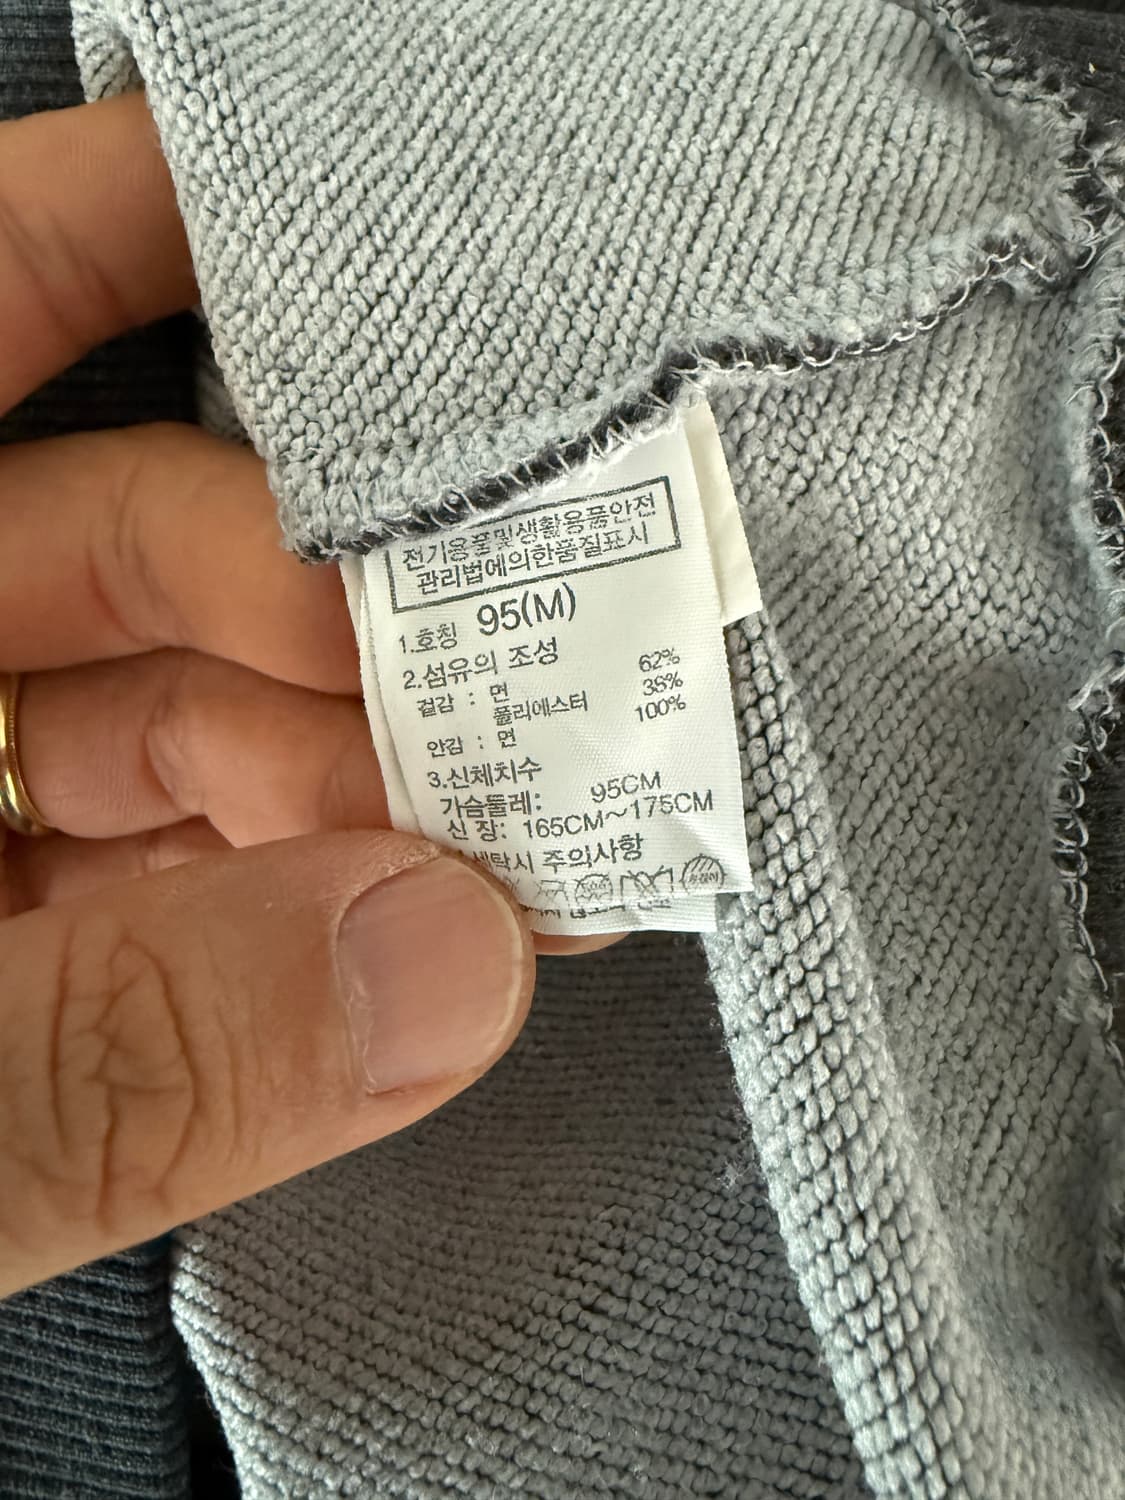 전기용품및생활용품안전
관리법에의한품질표시
1.호칭 95(M)
2.섬유의 조성
겉감 : 면 62%
폴리에스터 38%
안감 : 면 100%
3.신체치수
가슴둘레: 95CM
신 장: 165CM~175CM
세탁시 주의사항